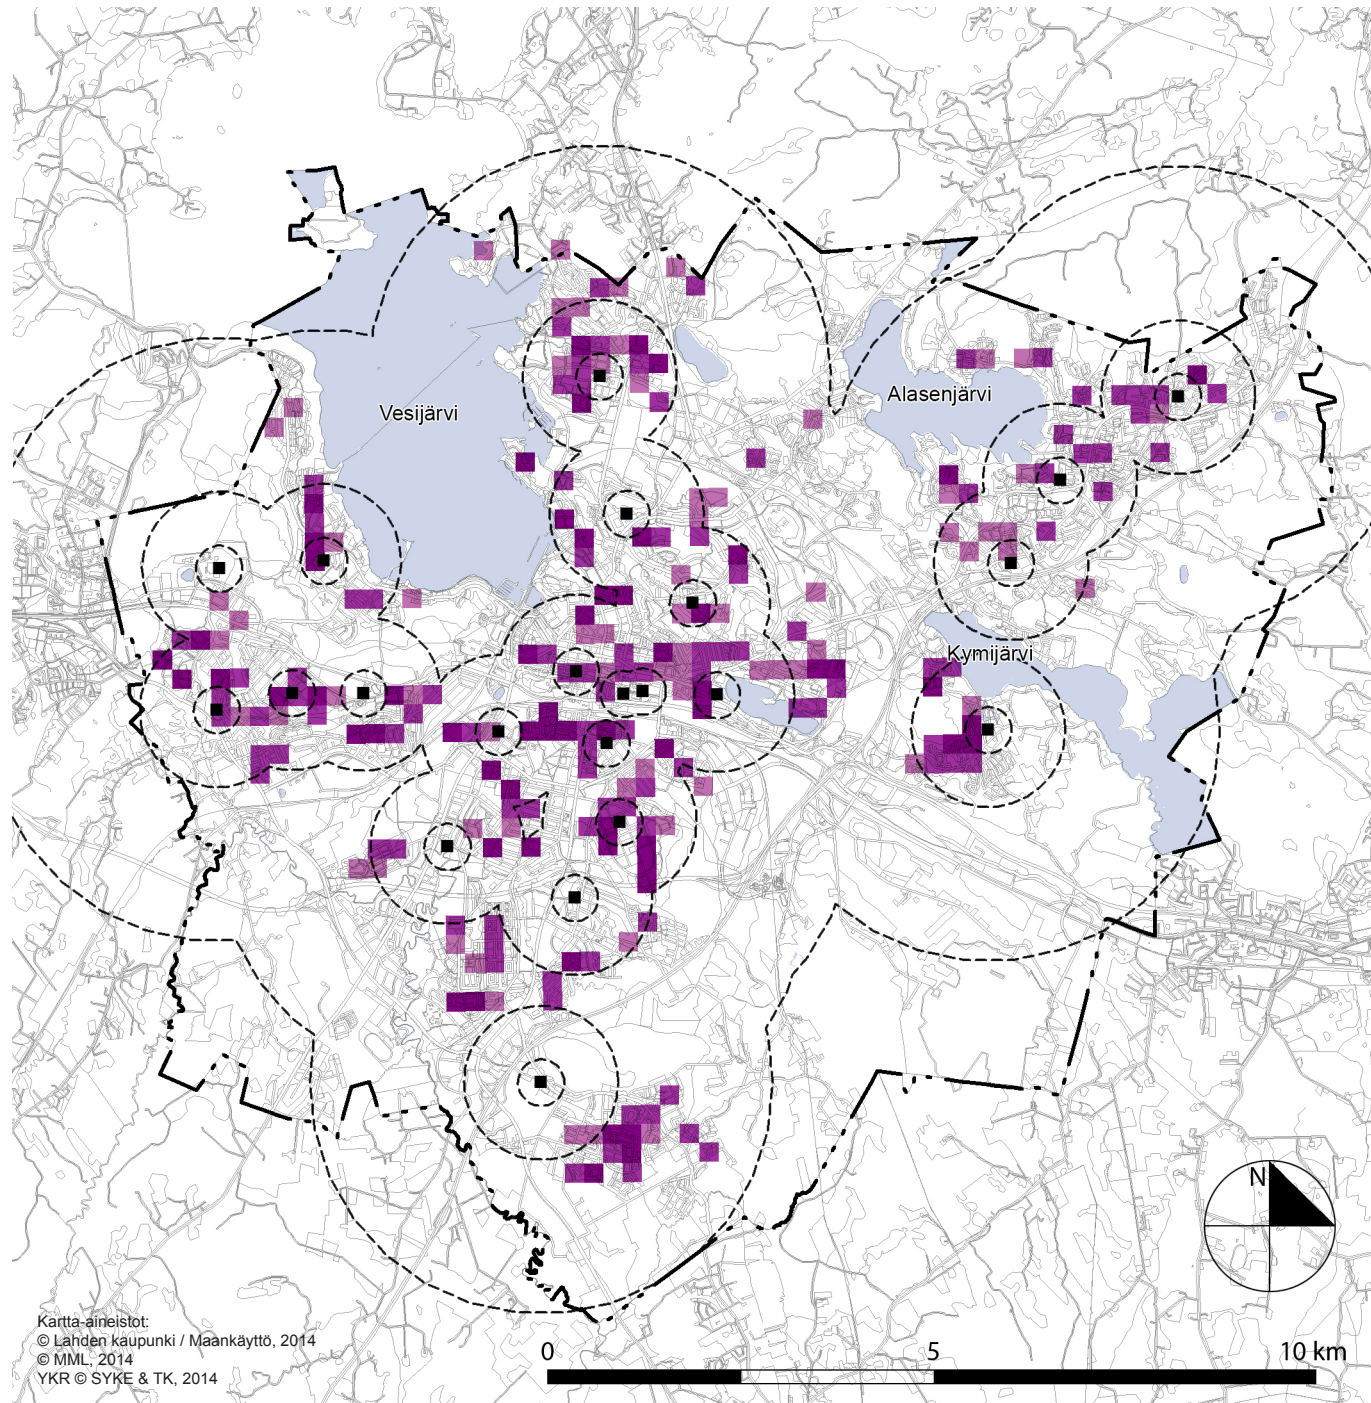 Vesijärvi
Alasenjärvi
Kymijärvi
N
Kartta-aineistot:
© Lahden kaupunki / Maankäyttö, 2014
© MML, 2014
YKR © SYKE & TK, 2014
0 5 10 km